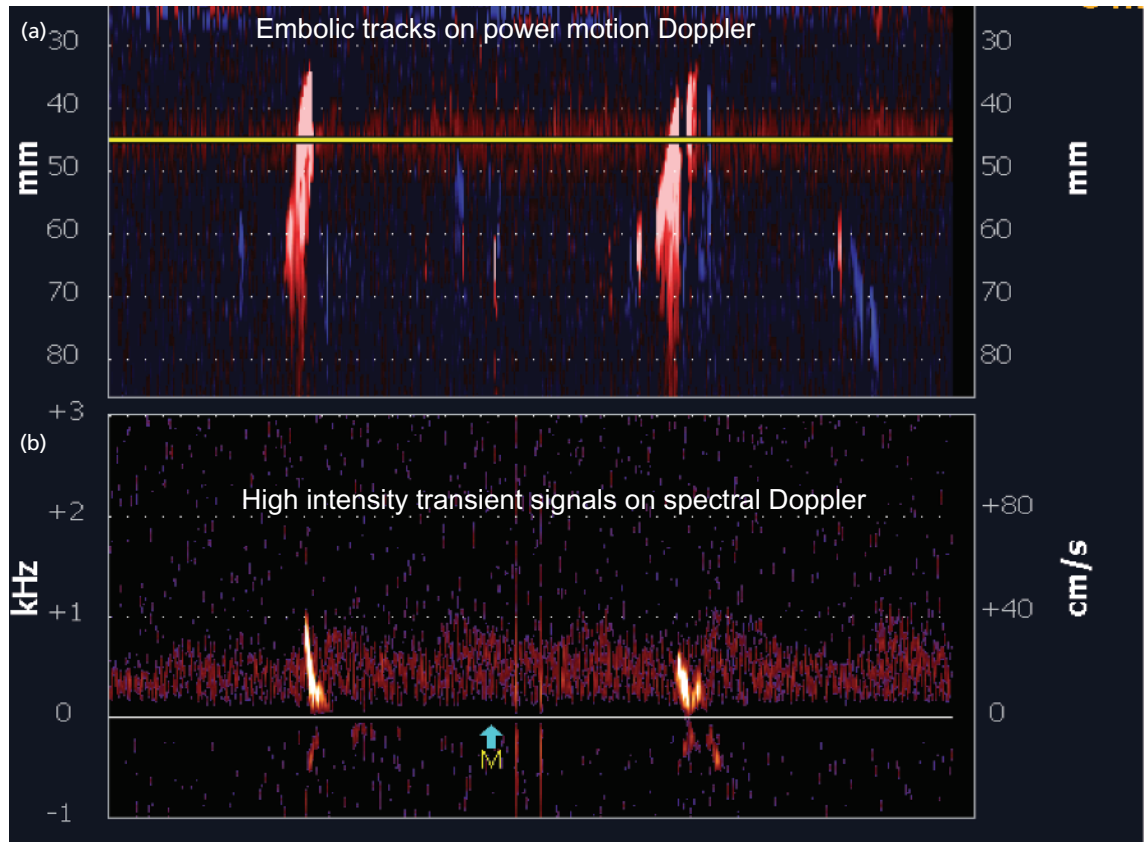 (a)
Embolic tracks on power motion Doppler
30
40
50
60
70
80
mm
30
40
50
60
70
80
mm
(b)
High intensity transient signals on spectral Doppler
+3
+2
+1
0
-1
kHz
+80
+40
0
cm/s
M